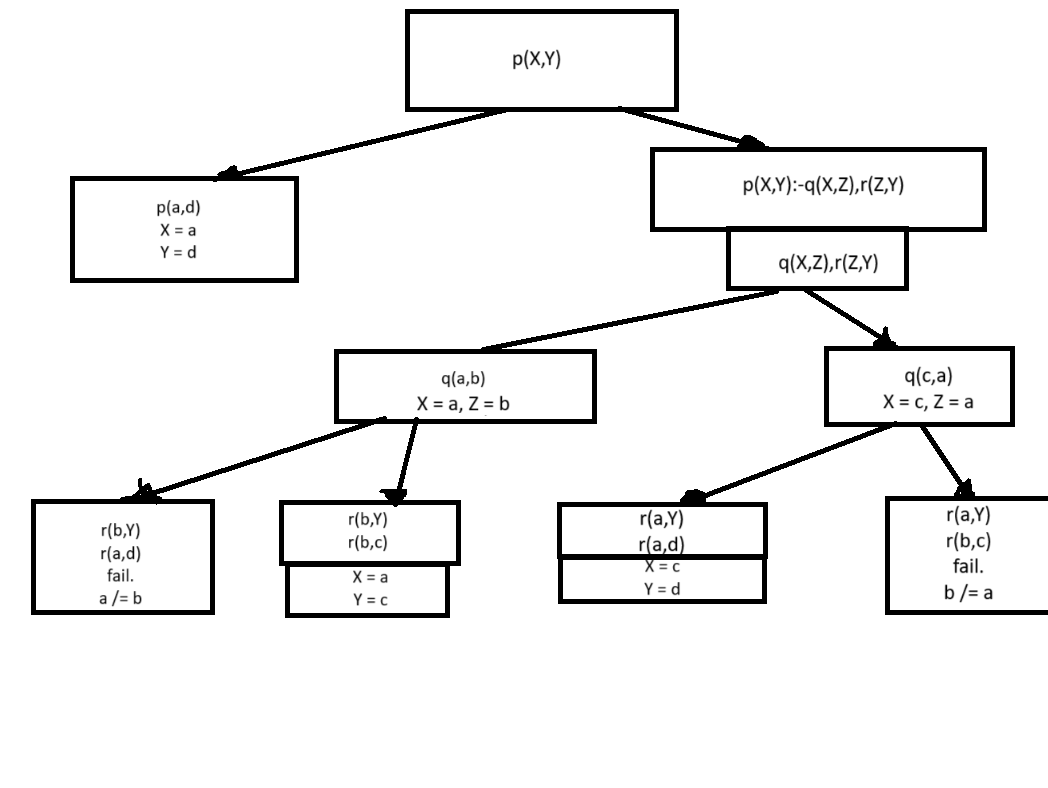 p(X,Y)
p(a,d)
X = a
Y = d
p(X,Y):-q(X,Z),r(Z,Y)
q(X,Z),r(Z,Y)
q(a,b)
X = a, Z = b
q(c,a)
X = c, Z = a
r(b,Y)
r(a,d)
fail.
a /= b
r(b,Y)
r(b,c)
X = a
Y = c
r(a,Y)
r(a,d)
X = c
Y = d
r(a,Y)
r(b,c)
fail.
b /= a